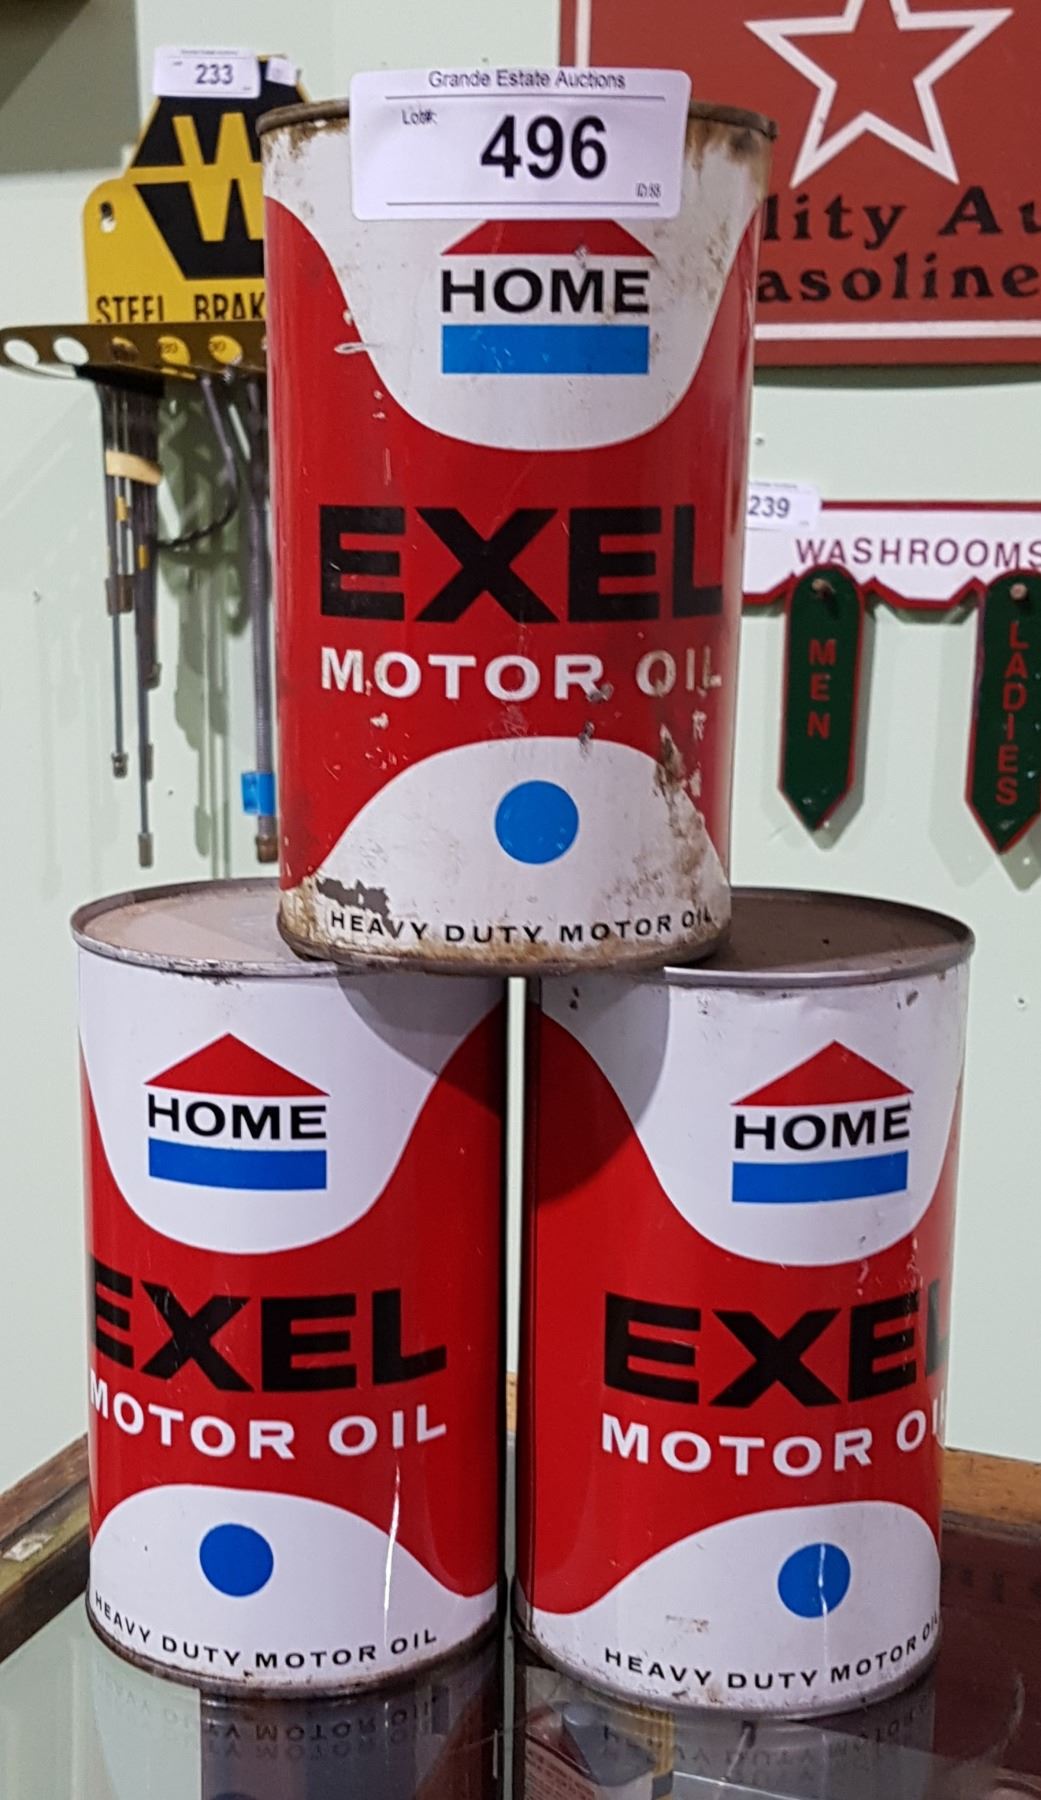 233
W
W
STEEL BRAK
Grande Estate Auctions
Lot#:
496
lity Au
asoline
HOME
EXEL
MOTOR OIL
HEAVY DUTY MOTOR OIL
239
WASHROOMS
MEN
LADIES
HOME
EXEL
MOTOR OIL
HEAVY DUTY MOTOR OIL
HOME
EXEL
MOTOR OIL
HEAVY DUTY MOTOR OIL